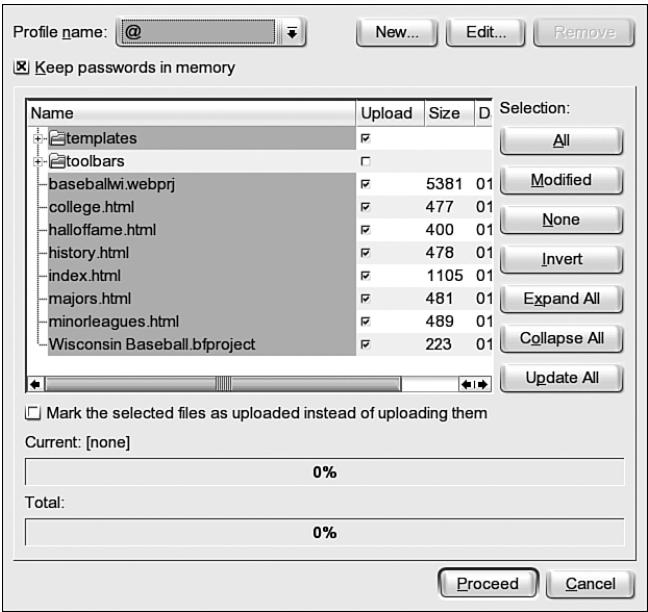 Profile name: @ New... Edit... Remove
Keep passwords in memory
Name Upload Size D Selection:
templates All
toolbars
baseballwi.webprj 5381 01 Modified
college.html 477 01
halloffame.html 400 01 None
history.html 478 01 Invert
index.html 1105 01
majors.html 481 01 Expand All
minorleagues.html 489 01
Wisconsin Baseball.bfproject 223 01 Collapse All
Update All
Mark the selected files as uploaded instead of uploading them
Current: [none]
0%
Total:
0%
Proceed Cancel